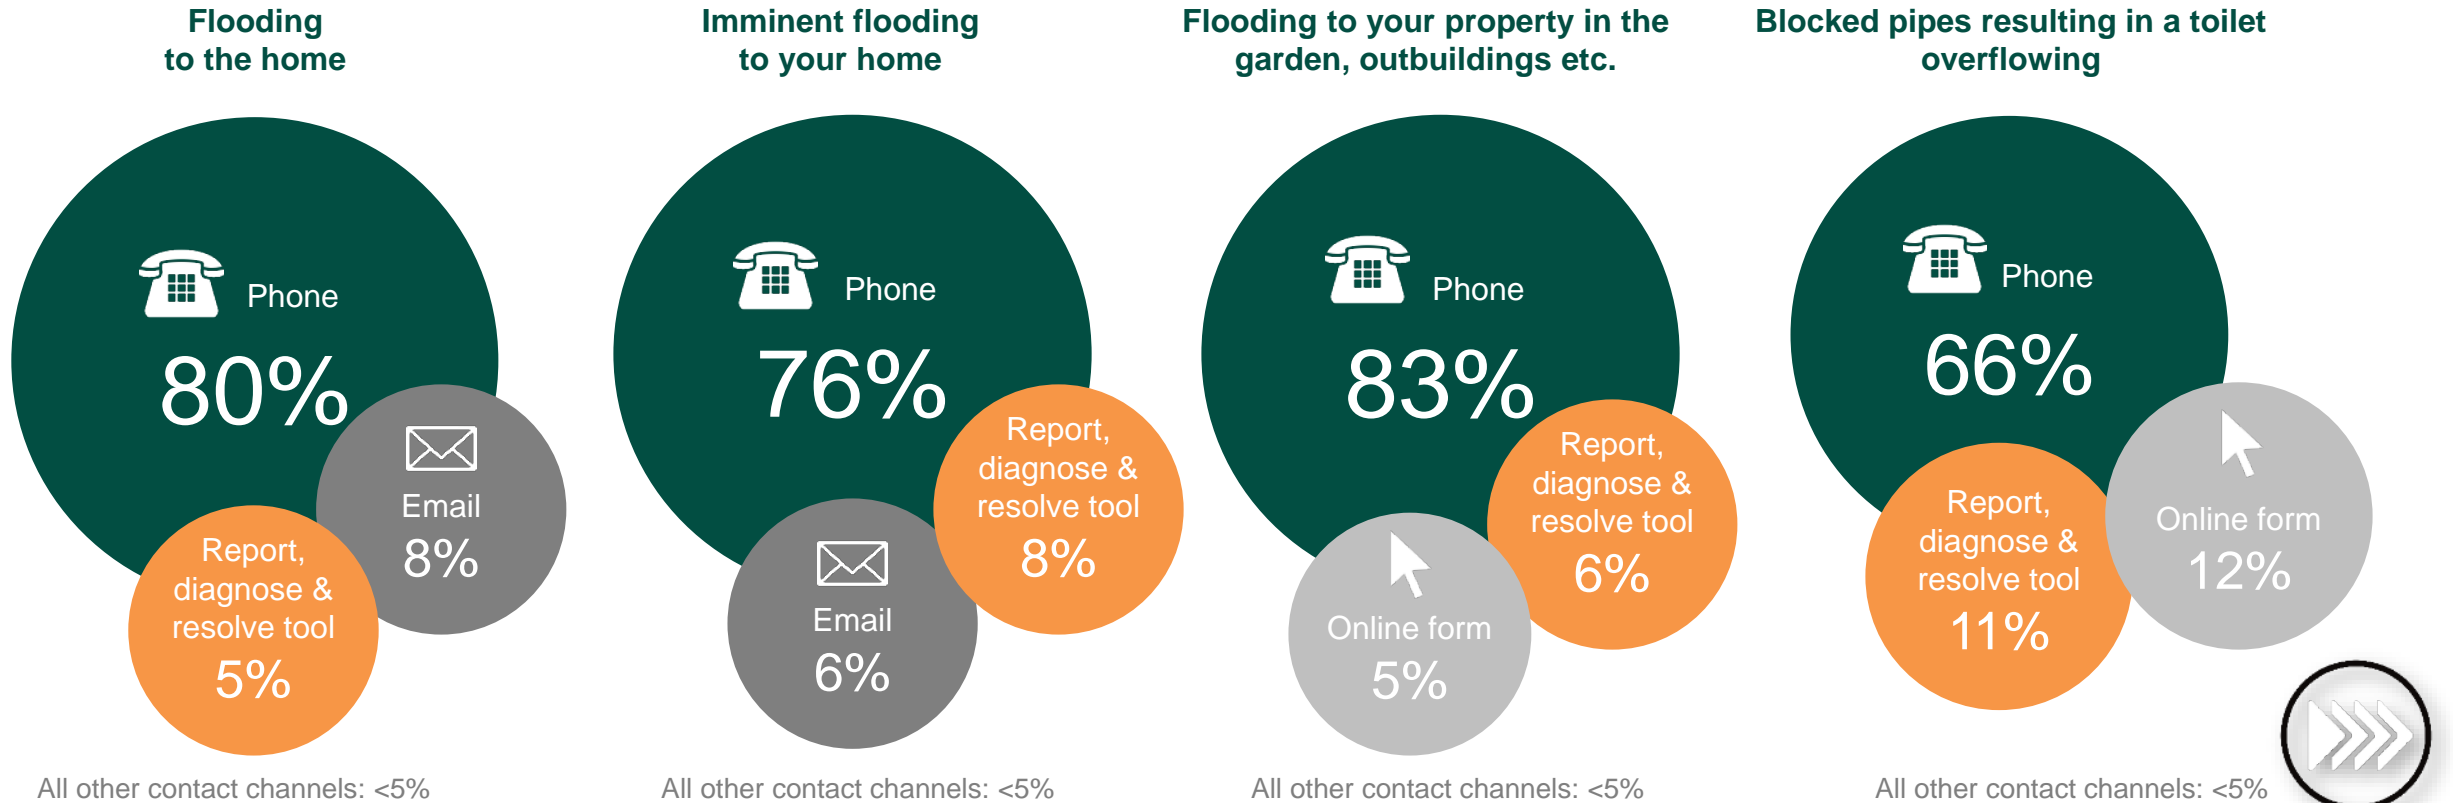 Flooding
to the home
Phone
80%
Email
8%
Report,
diagnose &
resolve tool
5%
All other contact channels: <5%
Imminent flooding
to your home
Phone
76%
Report,
diagnose &
resolve tool
8%
Email
6%
All other contact channels: <5%
Flooding to your property in the
garden, outbuildings etc.
Phone
83%
Report,
diagnose &
resolve tool
6%
Online form
5%
All other contact channels: <5%
Blocked pipes resulting in a toilet
overflowing
Phone
66%
Report,
diagnose &
resolve tool
11%
Online form
12%
All other contact channels: <5%